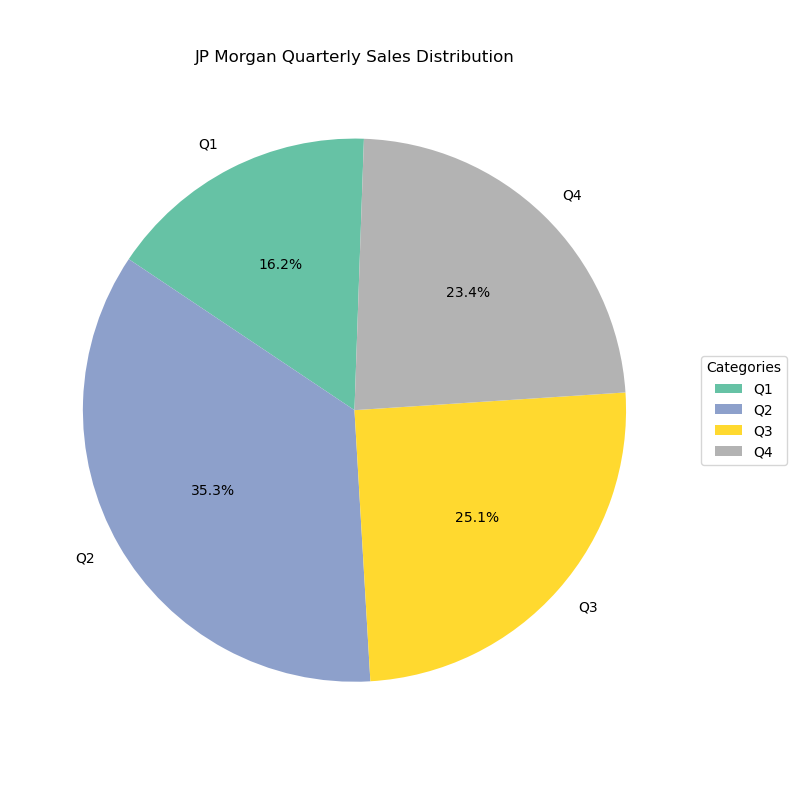 JP Morgan Quarterly Sales Distribution
Q1
Q4
16.2%
23.4%
Categories
Q1
Q2
Q3
Q4
35.3%
25.1%
Q2
Q3